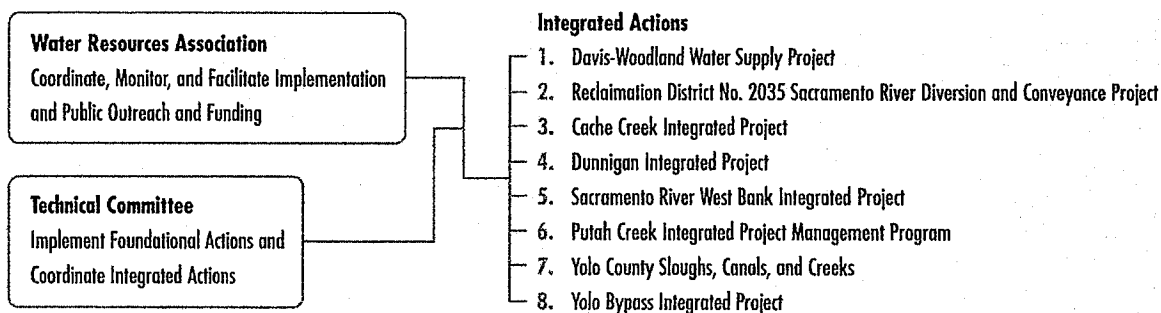 Water Resources Association
Coordinate, Monitor, and Facilitate Implementation
and Public Outreach and Funding
Technical Committee
Implement Foundational Actions and
Coordinate Integrated Actions
Integrated Actions
1. Davis-Woodland Water Supply Project
2. Reclaimation District No. 2035 Sacramento River Diversion and Conveyance Project
3. Cache Creek Integrated Project
4. Dunnigan Integrated Project
5. Sacramento River West Bank Integrated Project
6. Putah Creek Integrated Project Management Program
7. Yolo County Sloughs, Canals, and Creeks
8. Yolo Bypass Integrated Project